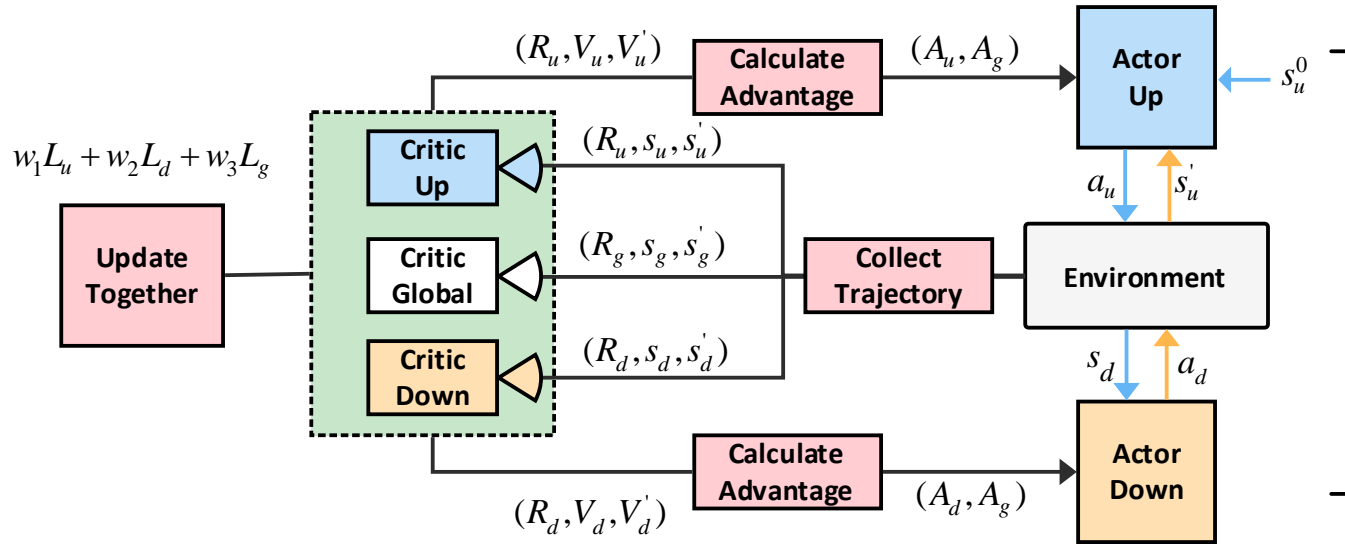 (R_u, V_u, V_u')
Calculate
Advantage
(A_u, A_g)
Actor
Up
s_u^0
w_1 L_u + w_2 L_d + w_3 L_g
Critic
Up
(R_u, s_u, s_u')
a_u
s_u'
Update
Together
Critic
Global
(R_g, s_g, s_g')
Collect
Trajectory
Environment
Critic
Down
(R_d, s_d, s_d')
s_d
a_d
(R_d, V_d, V_d')
Calculate
Advantage
(A_d, A_g)
Actor
Down